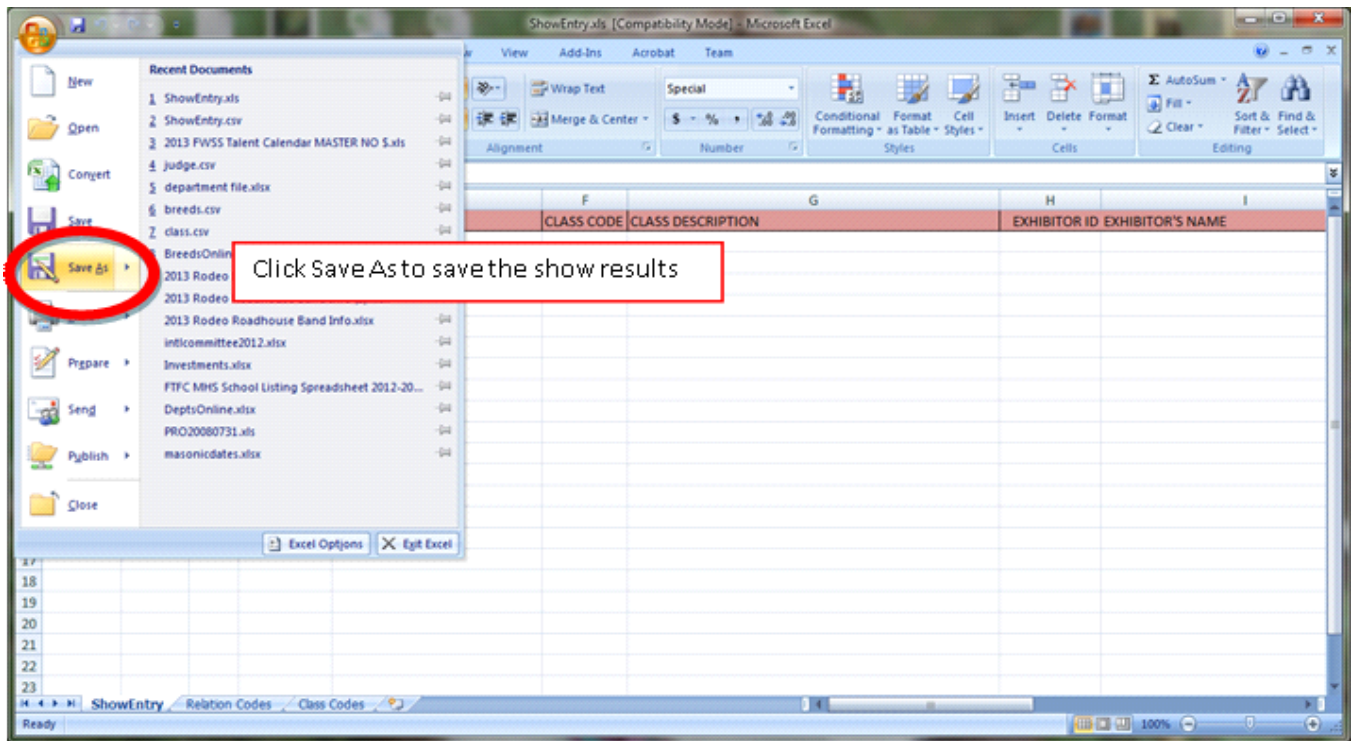 ShowEntry.xls [Compatibility Mode] - Microsoft Excel
View Add-Ins Acrobat Team
New
Open
Convert
Save
Save As
Prepare
Send
Publish
Close
Recent Documents
1 ShowEntry.xls
2 ShowEntry.csv
3 2013 FWSS Talent Calendar MASTER NO $.xls
4 judge.csv
5 department file.xlsx
6 breeds.csv
7 class.csv
BreedsOnlin
2013 Rodeo
2013 Rodeo
2013 Rodeo Roadhouse Band Info.xlsx
intlcommittee2012.xlsx
Investments.xlsx
FTFC MHS School Listing Spreadsheet 2012-20...
DeptsOnline.xlsx
PRO20080731.xls
masonicdates.xlsx
Excel Options Exit Excel
Wrap Text
Merge & Center
Alignment
Special
$ % ,
Number
Conditional Formatting
Format as Table
Cell Styles
Styles
Insert Delete Format
Cells
Σ AutoSum
Fill
Clear
Sort & Filter
Find & Select
Editing
F G H I
CLASS CODE CLASS DESCRIPTION EXHIBITOR ID EXHIBITOR'S NAME
Click Save As to save the show results
17
18
19
20
21
22
23
ShowEntry Relation Codes Class Codes
Ready 100%